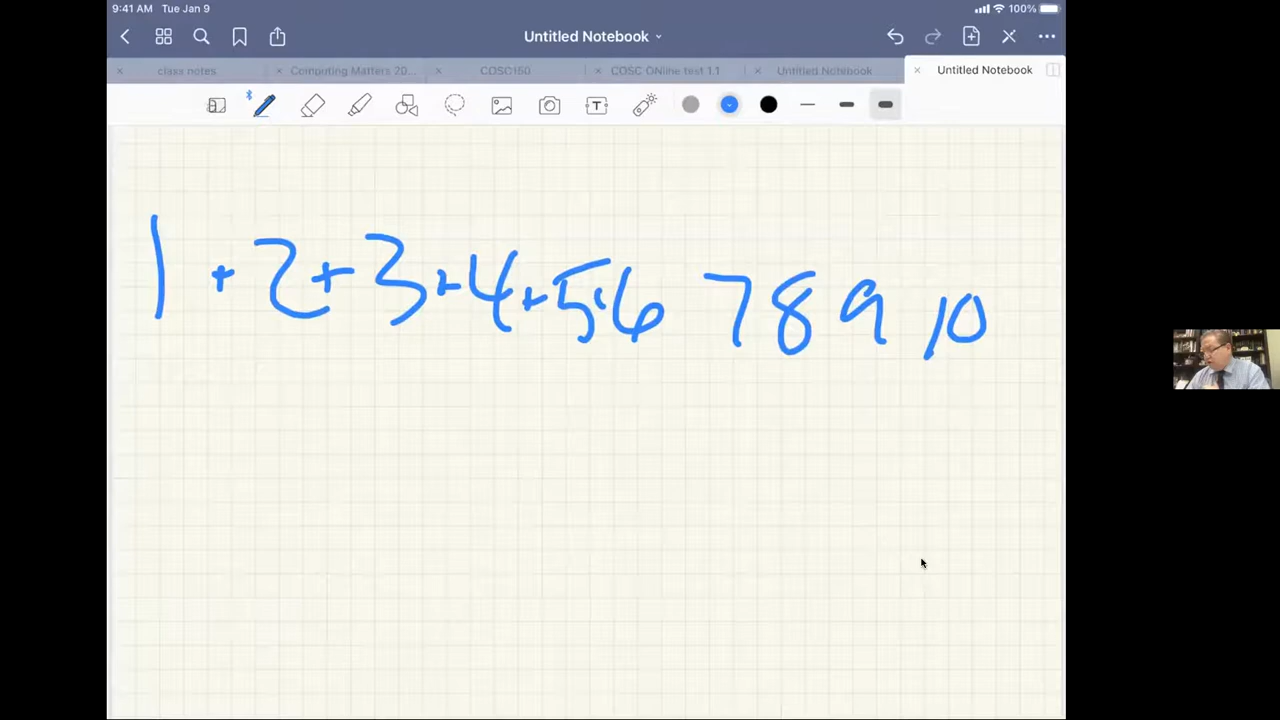 9:41 AM Tue Jan 9 100%
Untitled Notebook
class notes Computing Matters 20... COSC150 COSC ONline test 1.1 Untitled Notebook Untitled Notebook
T
1 + 2 + 3 + 4 + 5 · 6 7 8 9 10